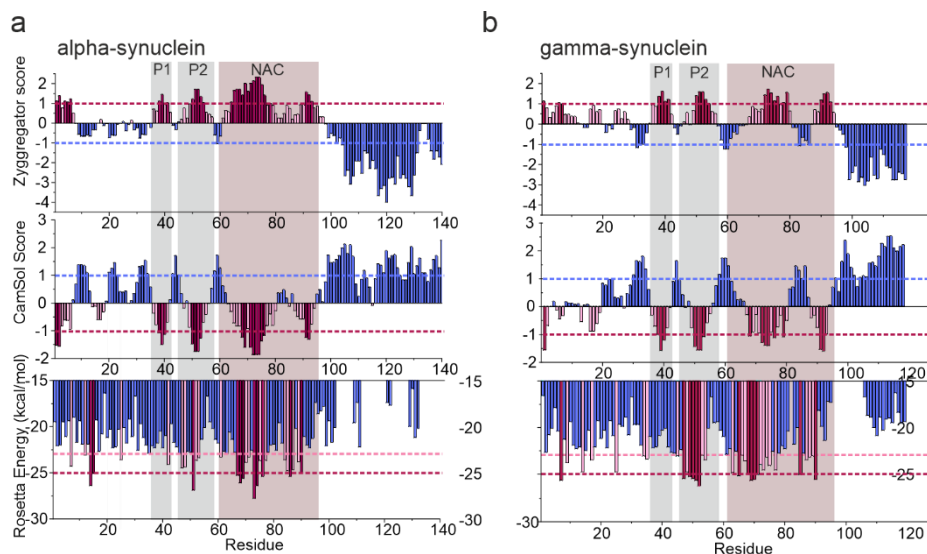 a
alpha-synuclein
P1 P2 NAC
Zyggregator score
2
1
0
-1
-2
-3
-4
20 40 60 80 100 120 140
CamSol Score
3
2
1
0
-1
-2
20 40 60 80 100 120 140
Rosetta Energy (kcal/mol)
-15
-20
-25
-30
-15
-20
-25
-30
20 40 60 80 100 120 140
Residue
b
gamma-synuclein
P1 P2 NAC
2
1
0
-1
-2
-3
-4
20 40 60 80 100
3
2
1
0
-1
-2
20 40 60 80 100
-30
-20
-25
20 40 60 80 100 120
Residue